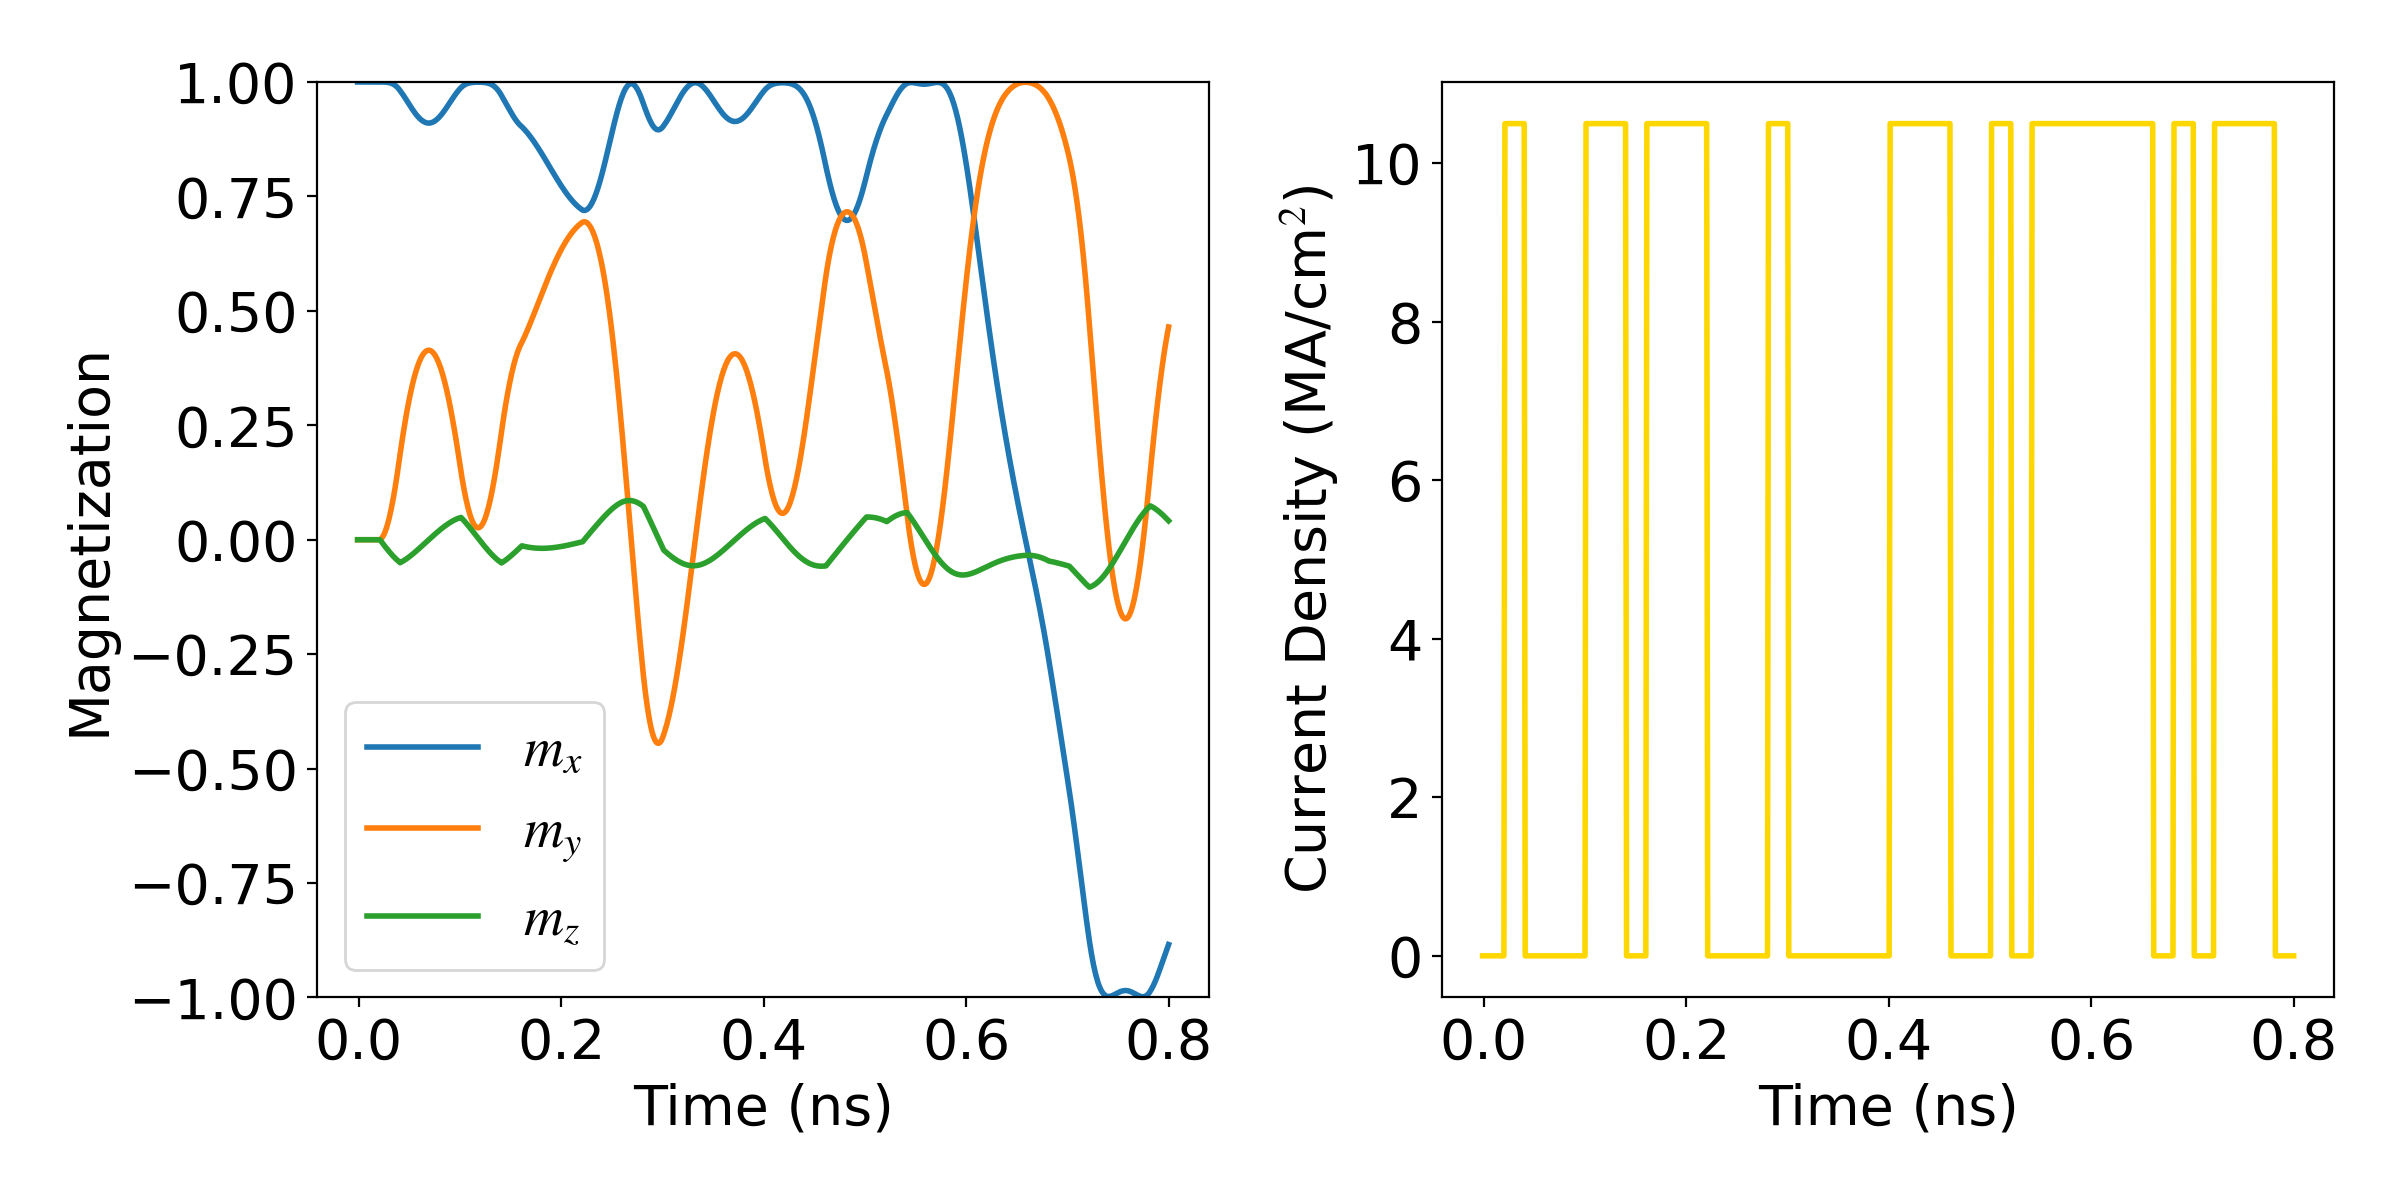 1.00
0.75
0.50
0.25
0.00
−0.25
−0.50
−0.75
−1.00
Magnetization
m_x
m_y
m_z
0.0 0.2 0.4 0.6 0.8
Time (ns)
10
8
6
4
2
0
Current Density (MA/cm²)
0.0 0.2 0.4 0.6 0.8
Time (ns)